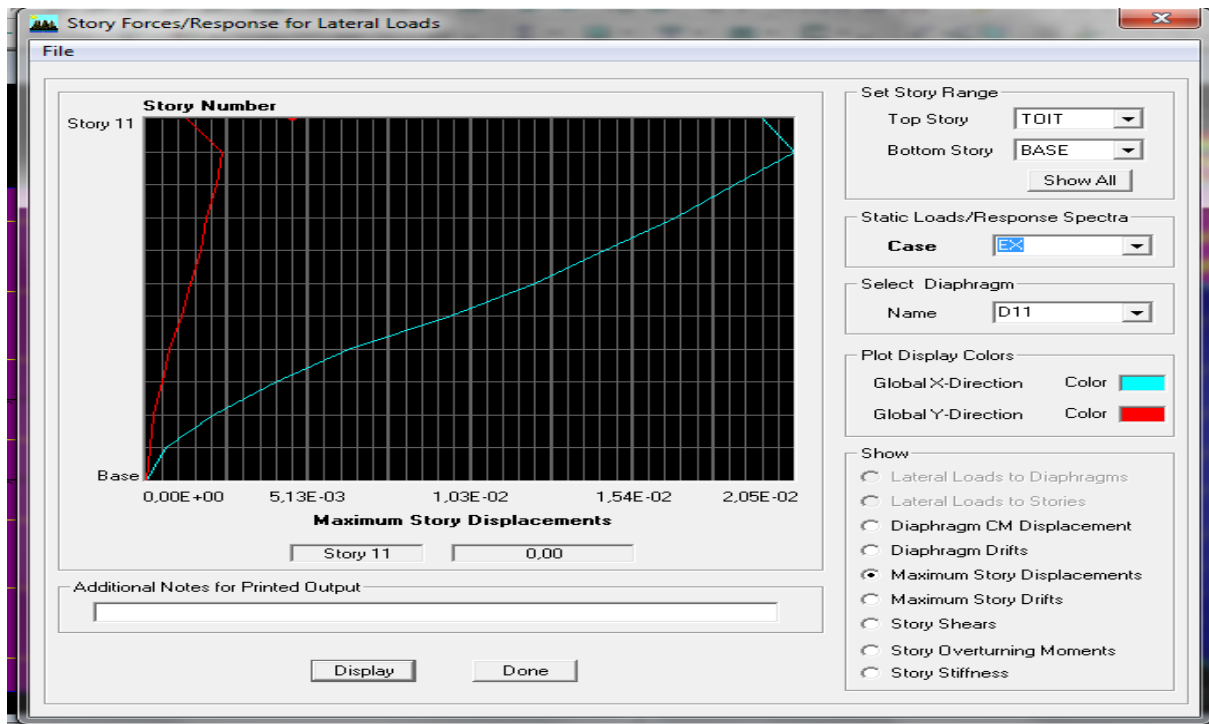 Story Forces/Response for Lateral Loads
File
Story Number
Story 11
Base
0,00E+00 5,13E-03 1,03E-02 1,54E-02 2,05E-02
Maximum Story Displacements
Story 11 0,00
Additional Notes for Printed Output
Display Done
Set Story Range
Top Story TOIT
Bottom Story BASE
Show All
Static Loads/Response Spectra
Case EX
Select Diaphragm
Name D11
Plot Display Colors
Global X-Direction Color
Global Y-Direction Color
Show
Lateral Loads to Diaphragms
Lateral Loads to Stories
Diaphragm CM Displacement
Diaphragm Drifts
Maximum Story Displacements
Maximum Story Drifts
Story Shears
Story Overturning Moments
Story Stiffness